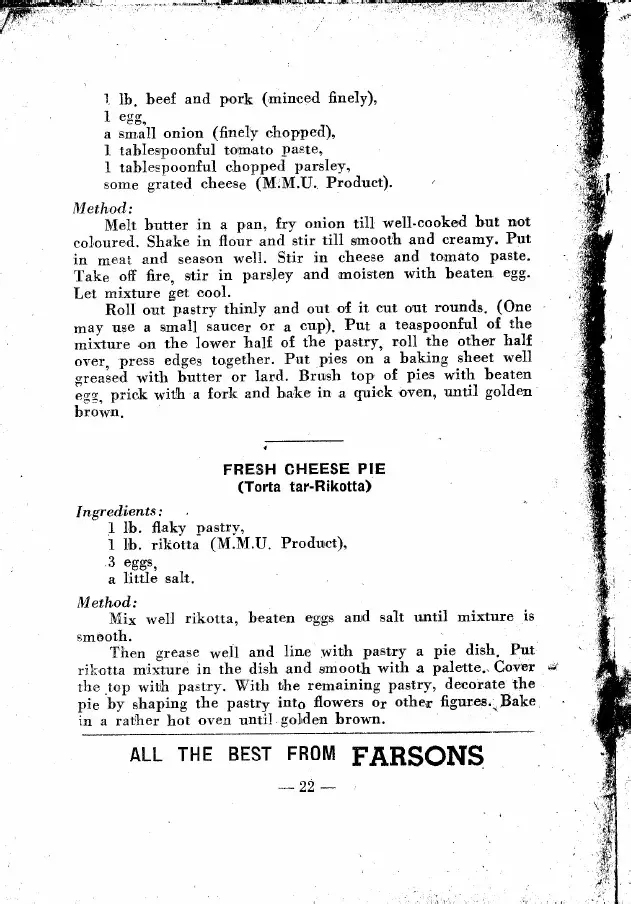 1 lb. beef and pork (minced finely),
1 egg,
a small onion (finely chopped),
1 tablespoonful tomato paste,
1 tablespoonful chopped parsley,
some grated cheese (M.M.U. Product).
Method:
Melt butter in a pan, fry onion till well-cooked but not
coloured. Shake in flour and stir till smooth and creamy. Put
in meat and season well. Stir in cheese and tomato paste.
Take off fire, stir in parsley and moisten with beaten egg.
Let mixture get cool.
Roll out pastry thinly and out of it cut out rounds. (One
may use a small saucer or a cup). Put a teaspoonful of the
mixture on the lower half of the pastry, roll the other half
over, press edges together. Put pies on a baking sheet well
greased with butter or lard. Brush top of pies with beaten
egg, prick with a fork and bake in a quick oven, until golden
brown.
FRESH CHEESE PIE
(Torta tar-Rikotta)
Ingredients:
1 lb. flaky pastry,
1 lb. rikotta (M.M.U. Product),
3 eggs,
a little salt.
Method:
Mix well rikotta, beaten eggs and salt until mixture is
smooth.
Then grease well and line with pastry a pie dish. Put
rikotta mixture in the dish and smooth with a palette. Cover
the top with pastry. With the remaining pastry, decorate the
pie by shaping the pastry into flowers or other figures. Bake
in a rather hot oven until golden brown.
ALL THE BEST FROM FARSONS
— 22 —